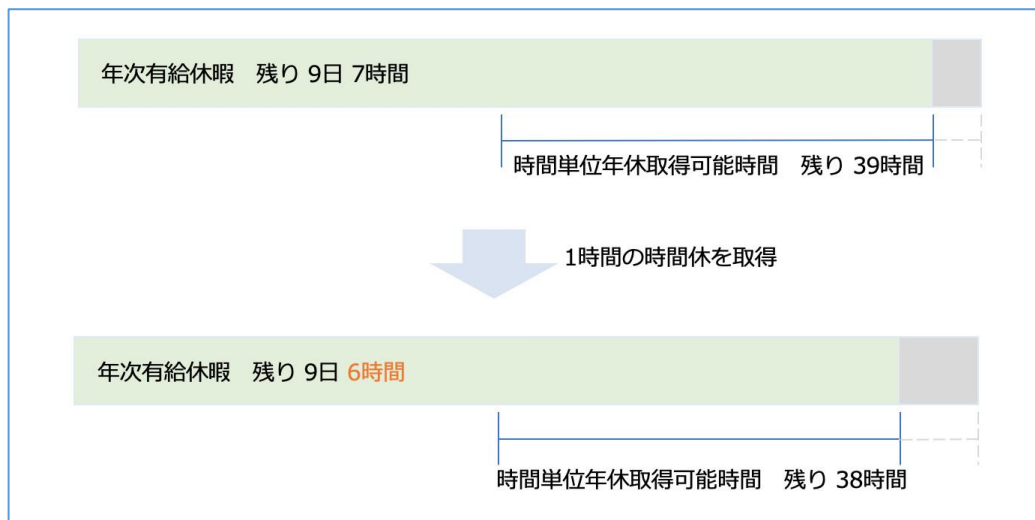 年次有給休暇　残り 9日 7時間
時間単位年休取得可能時間　残り 39時間
1時間の時間休を取得
年次有給休暇　残り 9日 6時間
時間単位年休取得可能時間　残り 38時間